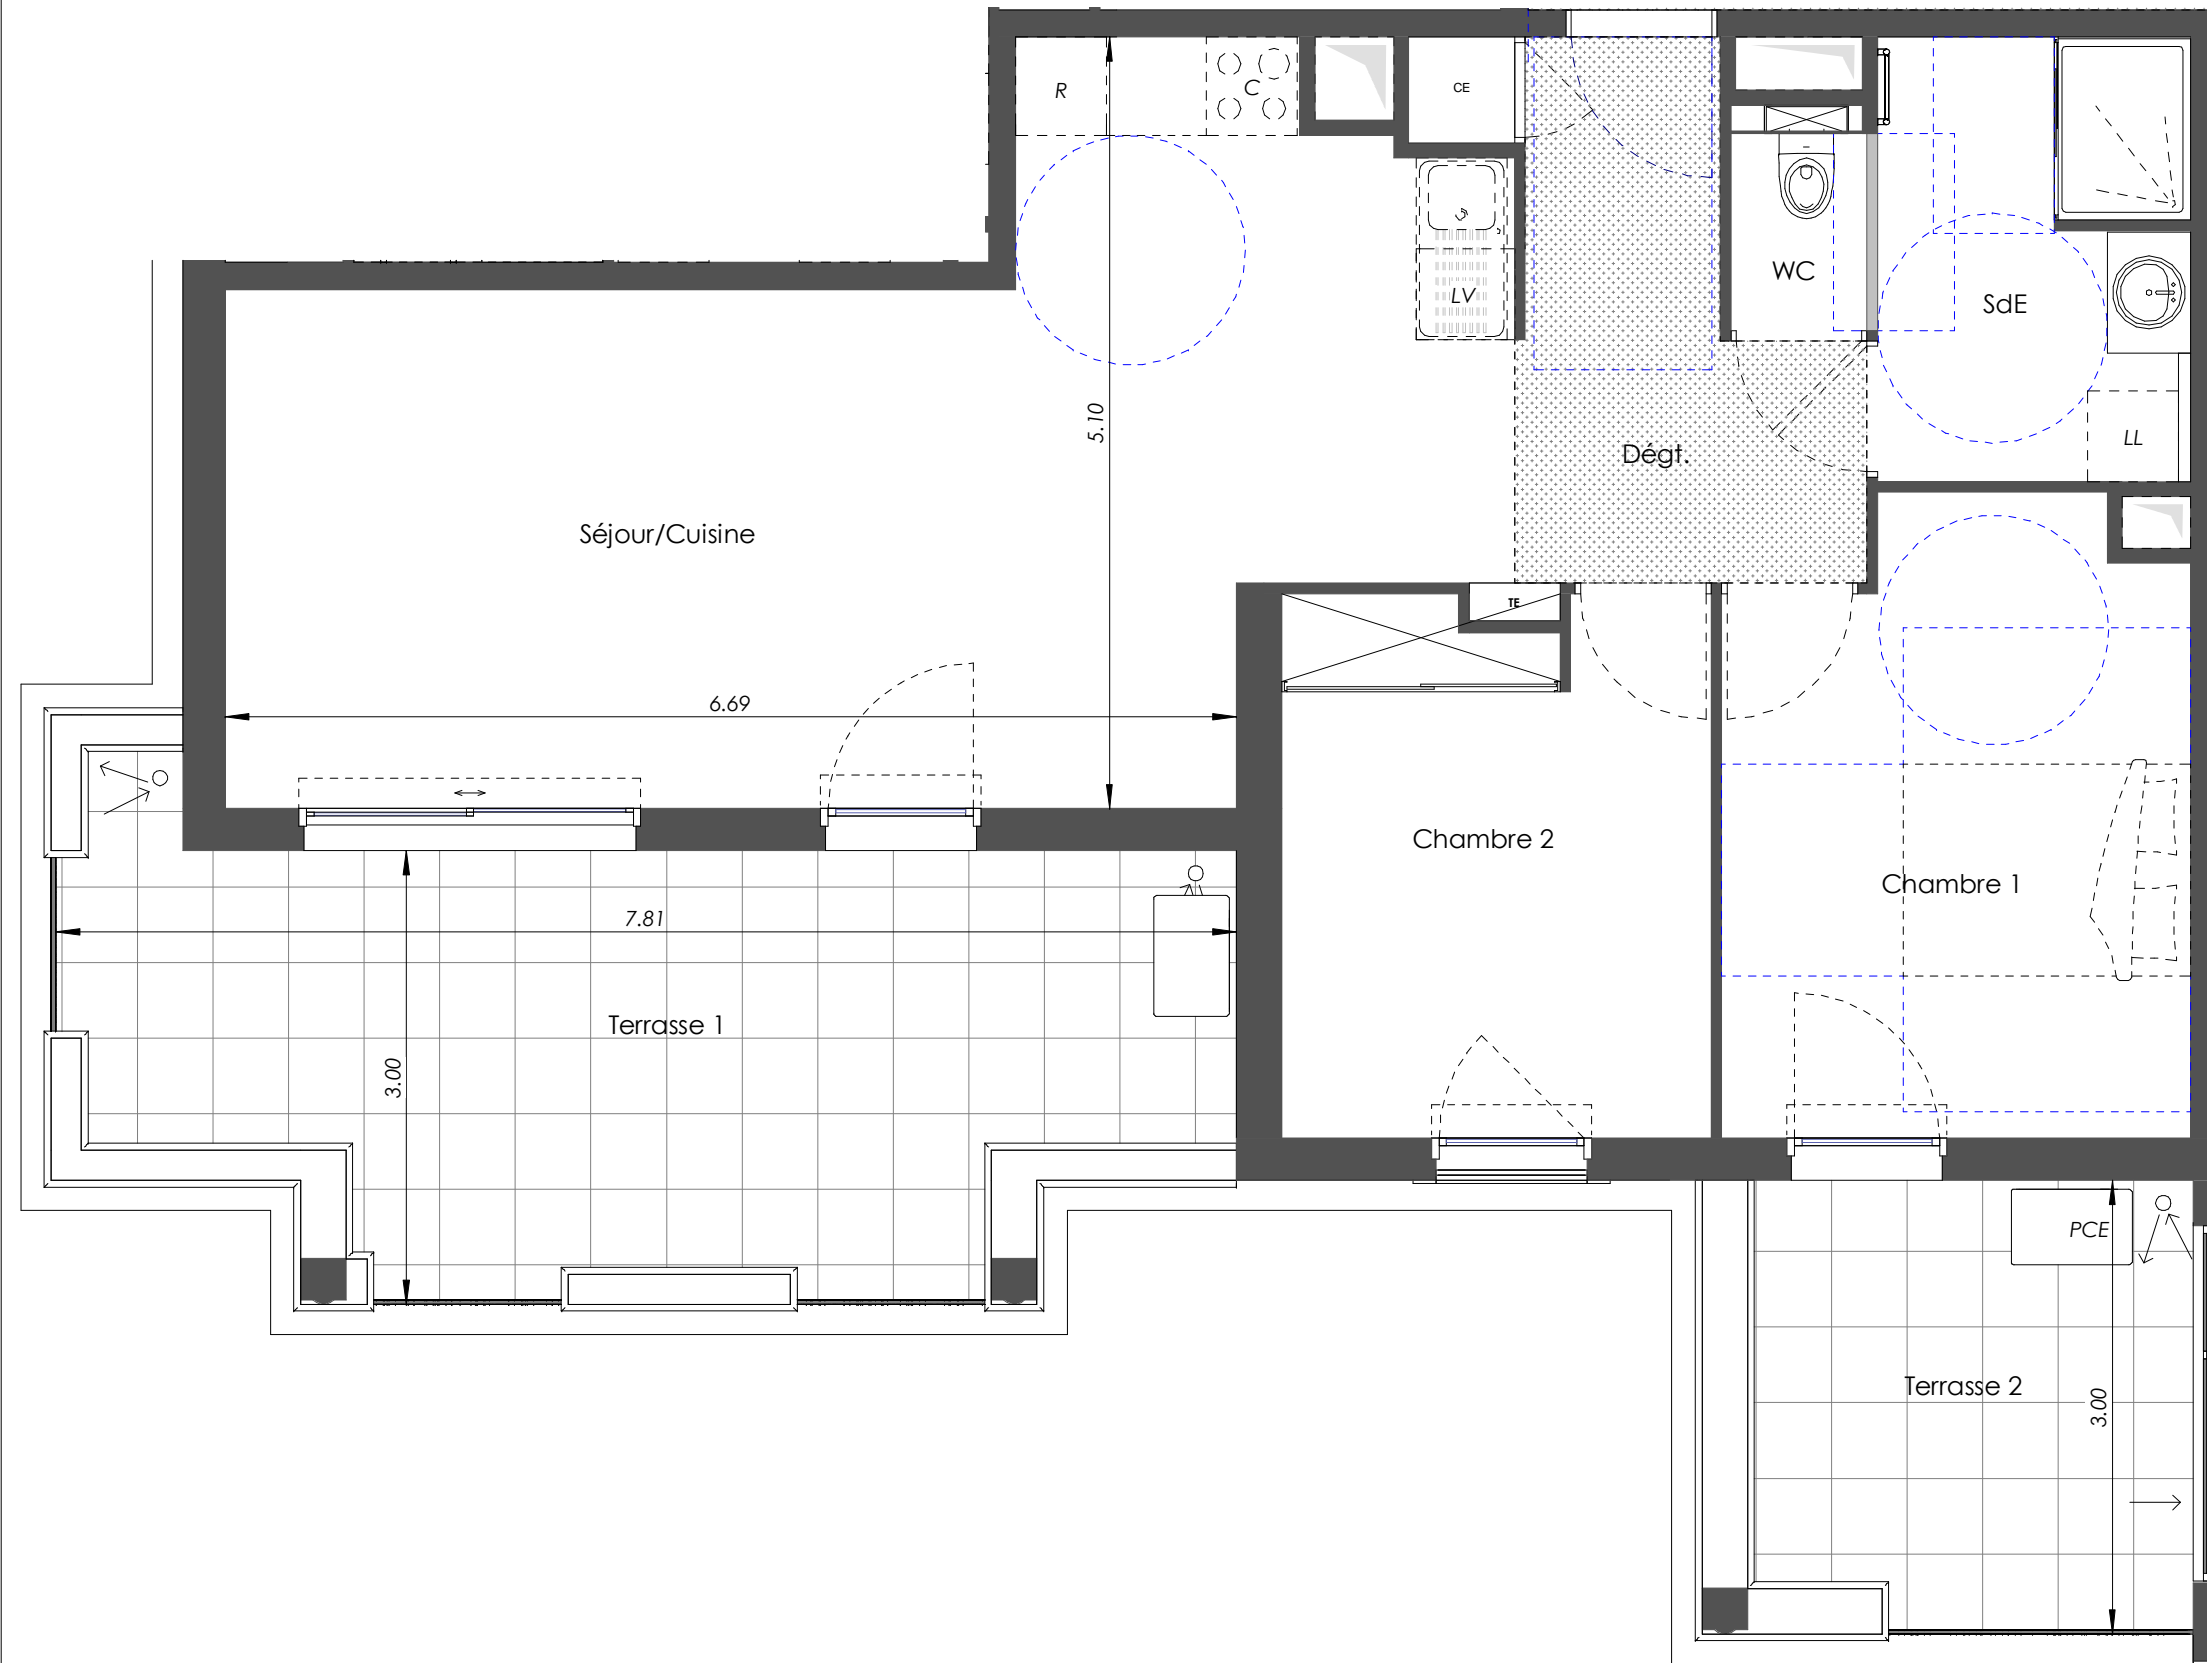 R
C
CE
LV
WC
SdE
LL
5.10
Dégt.
Séjour/Cuisine
TE
6.69
Chambre 2
Chambre 1
7.81
Terrasse 1
3.00
PCE
Terrasse 2
3.00